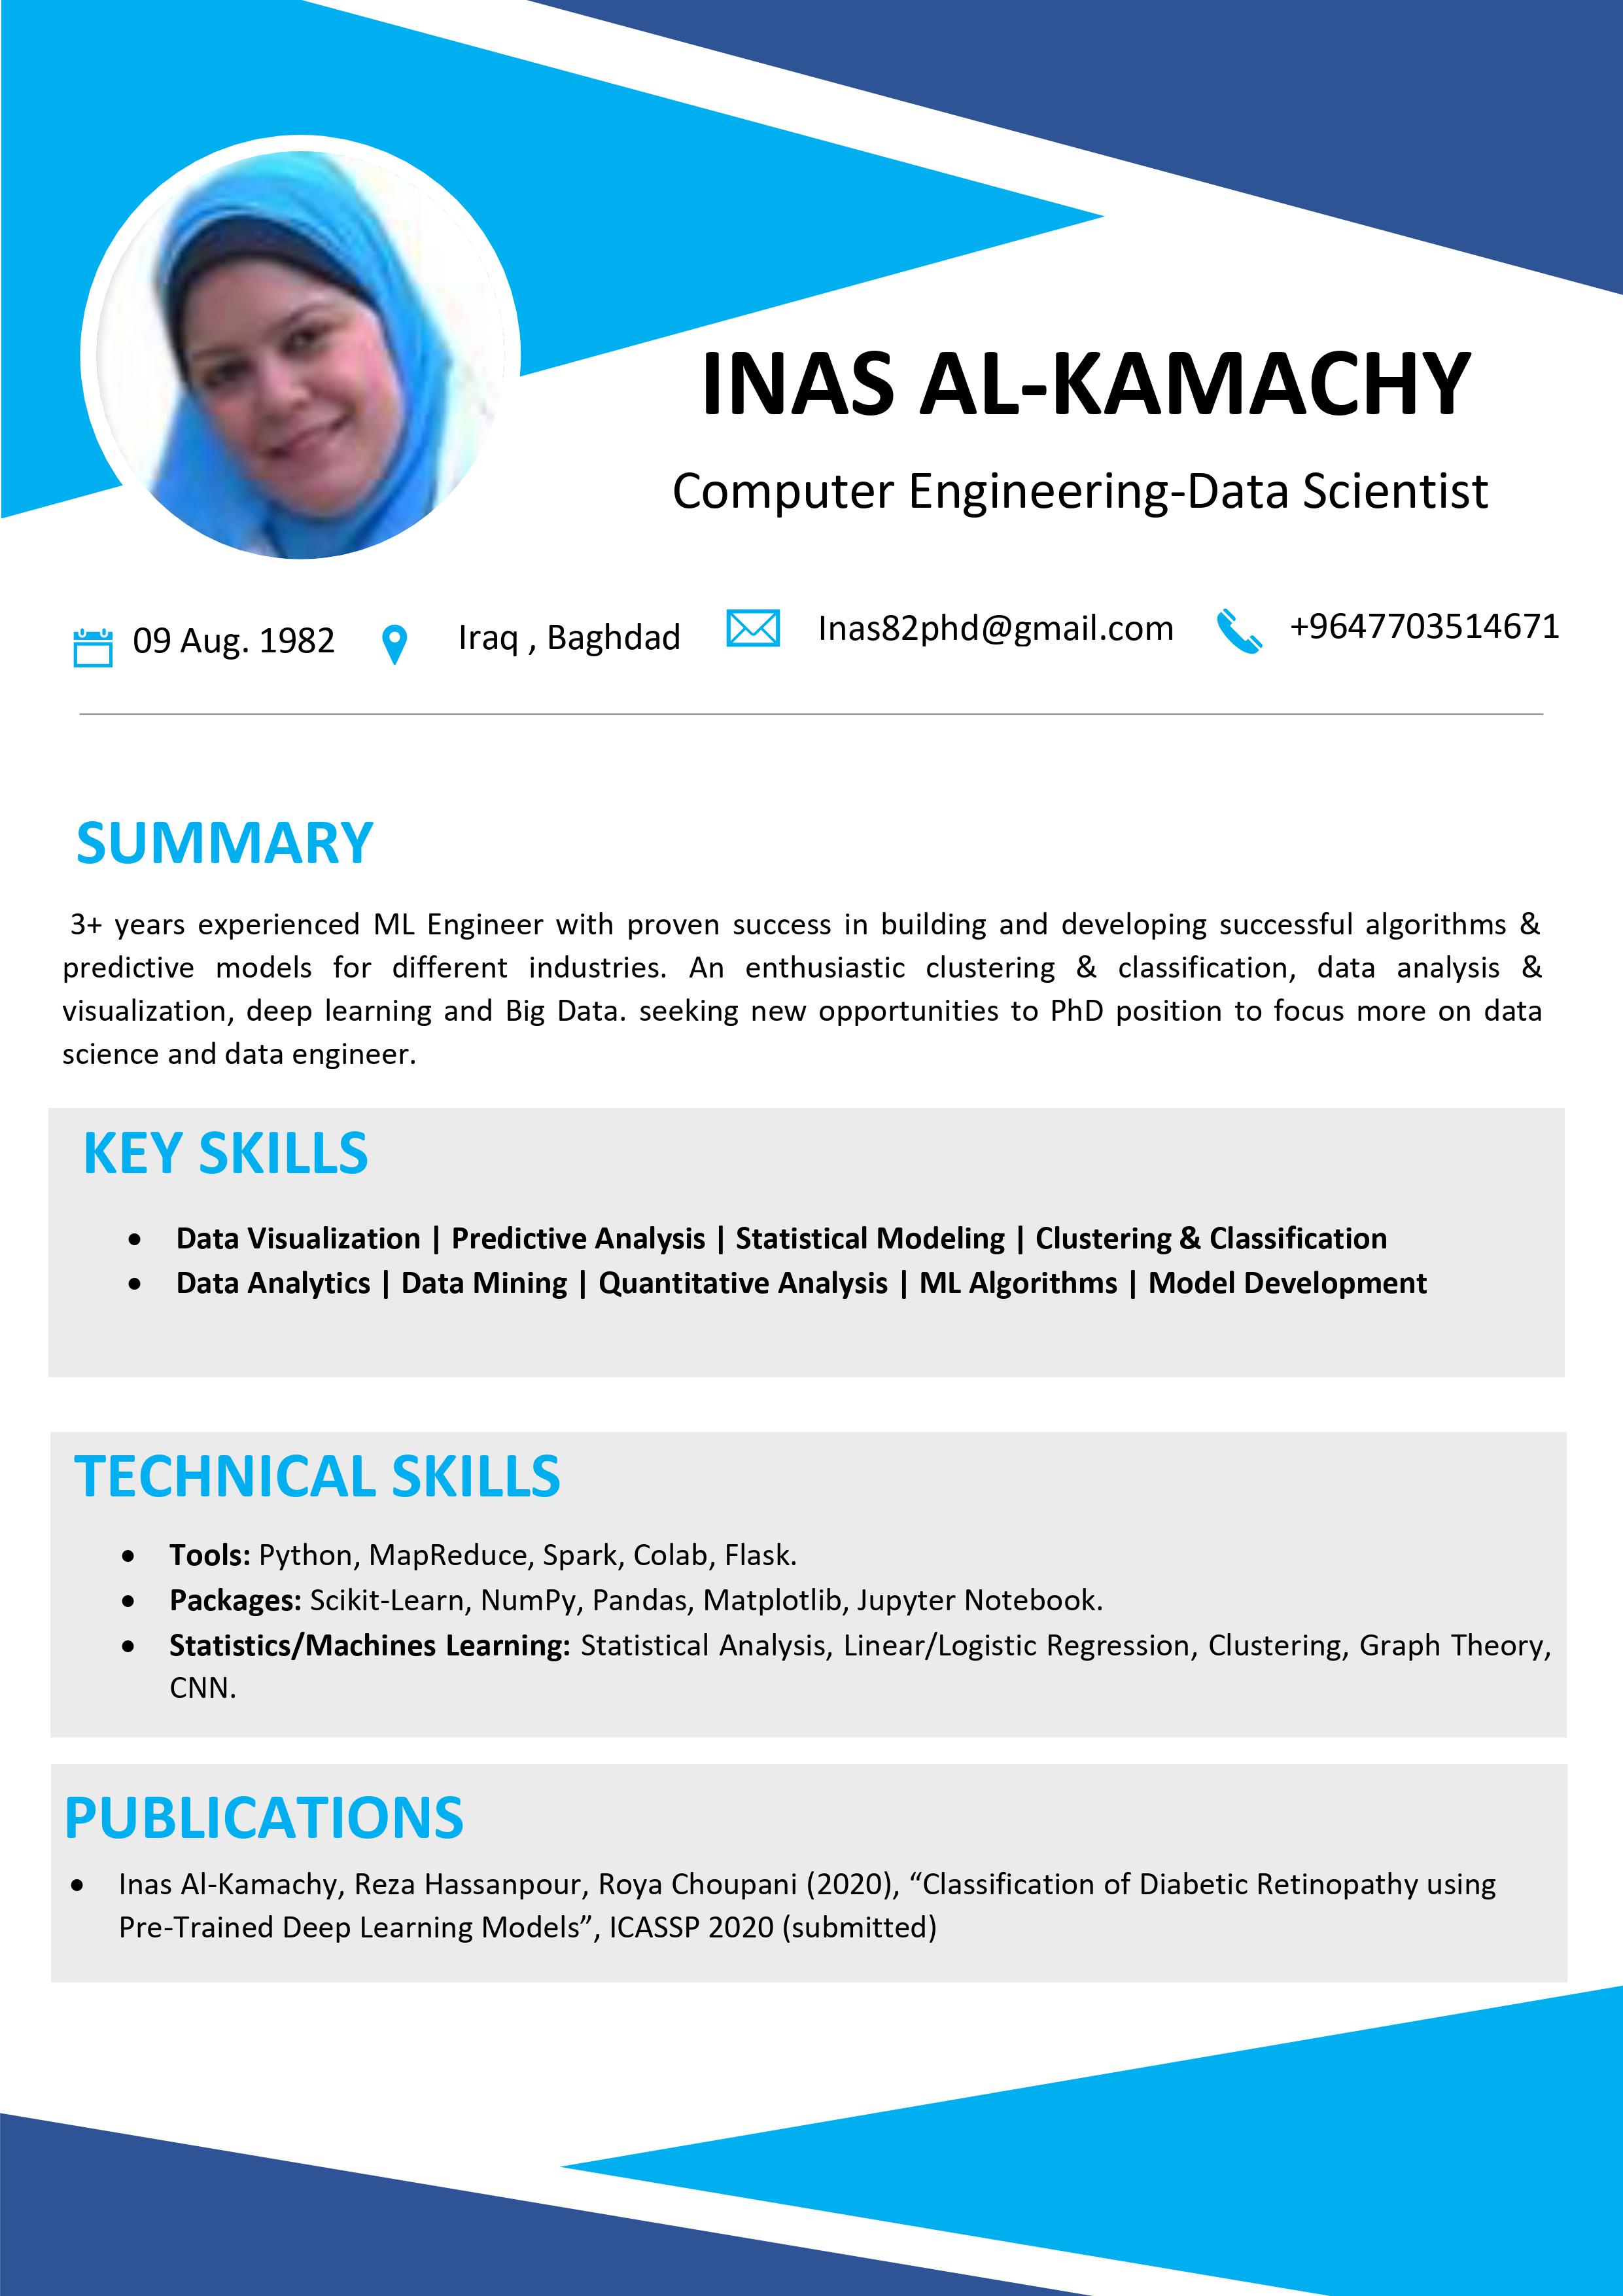 INAS AL-KAMACHY
Computer Engineering-Data Scientist
09 Aug. 1982
Iraq , Baghdad
Inas82phd@gmail.com
+9647703514671
SUMMARY
3+ years experienced ML Engineer with proven success in building and developing successful algorithms &
predictive models for different industries. An enthusiastic clustering & classification, data analysis &
visualization, deep learning and Big Data. seeking new opportunities to PhD position to focus more on data
science and data engineer.
KEY SKILLS
• Data Visualization | Predictive Analysis | Statistical Modeling | Clustering & Classification
• Data Analytics | Data Mining | Quantitative Analysis | ML Algorithms | Model Development
TECHNICAL SKILLS
• Tools: Python, MapReduce, Spark, Colab, Flask.
• Packages: Scikit-Learn, NumPy, Pandas, Matplotlib, Jupyter Notebook.
• Statistics/Machines Learning: Statistical Analysis, Linear/Logistic Regression, Clustering, Graph Theory,
CNN.
PUBLICATIONS
• Inas Al-Kamachy, Reza Hassanpour, Roya Choupani (2020), “Classification of Diabetic Retinopathy using
Pre-Trained Deep Learning Models”, ICASSP 2020 (submitted)